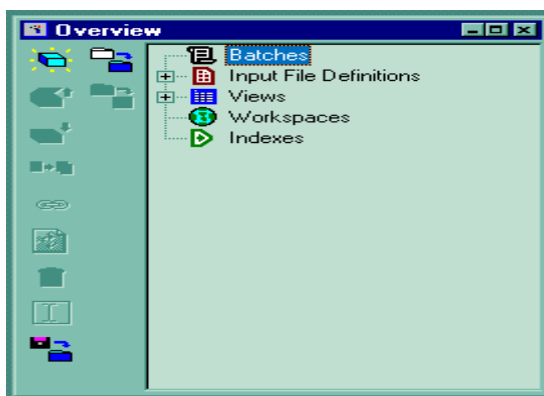 Overview
Batches
Input File Definitions
Views
Workspaces
Indexes